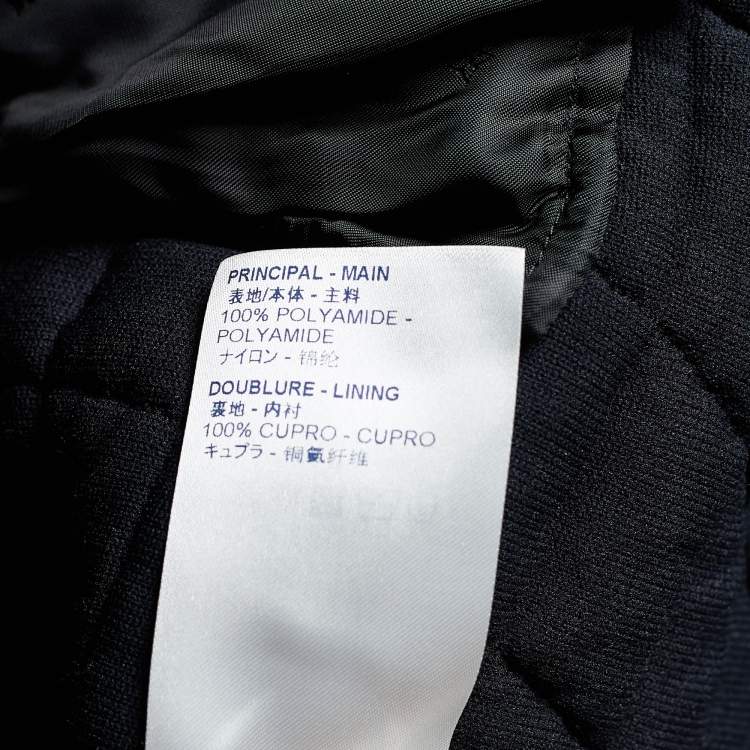 PRINCIPAL - MAIN
表地/本体 - 主料
100% POLYAMIDE -
POLYAMIDE
ナイロン - 锦纶
DOUBLURE - LINING
裏地 - 内衬
100% CUPRO - CUPRO
キュプラ - 铜氨纤维